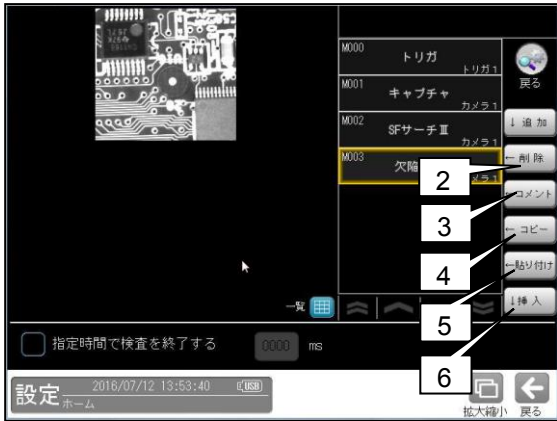 M000
トリガ
トリガ1
M001
キャプチャ
カメラ1
M002
SFサーチⅢ
カメラ1
M003
欠陥
メラ1
戻る
↓追加
←削除
コメント
←コピー
←貼り付け
↓挿入
2
3
4
5
6
一覧
指定時間で検査を終了する 0000 ms
設定 2016/07/12 13:53:40 USB
ホーム
拡大縮小 戻る